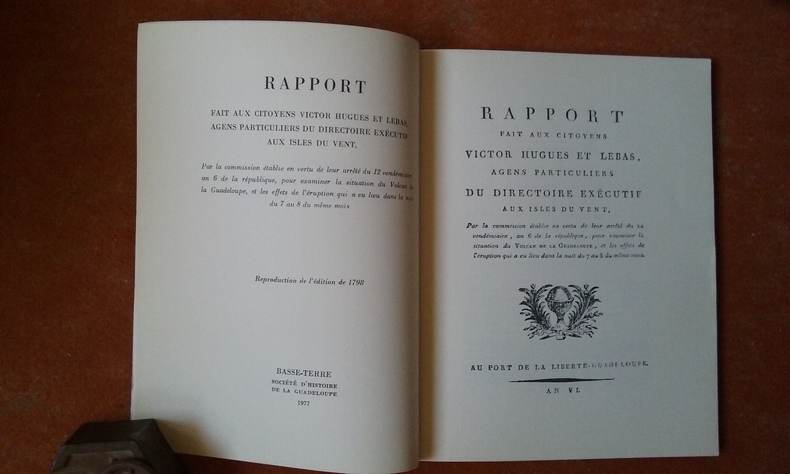 RAPPORT
FAIT AUX CITOYENS VICTOR HUGUES ET LEBAS,
AGENS PARTICULIERS DU DIRECTOIRE EXÉCUTIF
AUX ISLES DU VENT,
Par la commission établie en vertu de leur arrêté du 12 vendémiaire
an 6 de la république, pour examiner la situation du Volcan de
la Guadeloupe, et les effets de l'éruption qui a eu lieu dans la nuit
du 7 au 8 du même mois
Reproduction de l'édition de 1798
BASSE-TERRE
SOCIÉTÉ D'HISTOIRE
DE LA GUADELOUPE
1977
RAPPORT
FAIT AUX CITOYENS
VICTOR HUGUES ET LEBAS,
AGENS PARTICULIERS
DU DIRECTOIRE EXÉCUTIF
AUX ISLES DU VENT,
Par la commission établie en vertu de leur arrêté du 12
vendémiaire, an 6 de la république, pour examiner la
situation du VOLCAN DE LA GUADELOUPE, et les effets de
l'éruption qui a eu lieu dans la nuit du 7 au 8 du même mois.
AU PORT DE LA LIBERTÉ-GUADELOUPE.
AN VI.